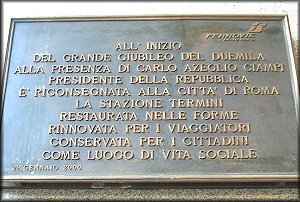 FERROVIE
ALL' INIZIO
DEL GRANDE GIUBILEO DEL DUEMILA
ALLA PRESENZA DI CARLO AZEGLIO CIAMPI
PRESIDENTE DELLA REPUBBLICA
E' RICONSEGNATA ALLA CITTA' DI ROMA
LA STAZIONE TERMINI
RESTAURATA NELLE FORME
RINNOVATA PER I VIAGGIATORI
CONSERVATA PER I CITTADINI
COME LUOGO DI VITA SOCIALE
29 GENNAIO 2000